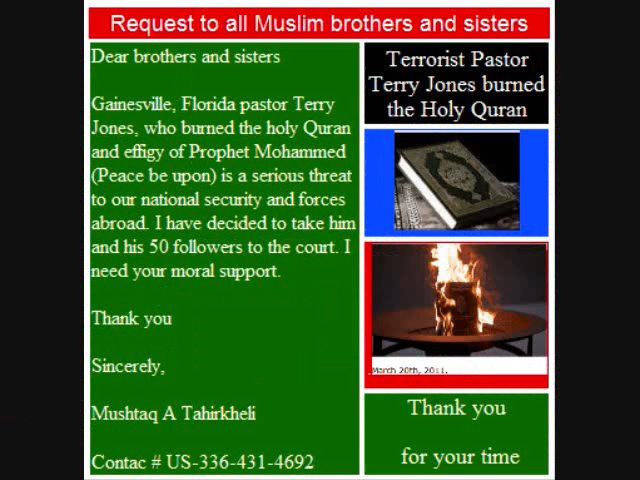 Request to all Muslim brothers and sisters
Dear brothers and sisters
Gainesville, Florida pastor Terry
Jones, who burned the holy Quran
and effigy of Prophet Mohammed
(Peace be upon) is a serious threat
to our national security and forces
abroad. I have decided to take him
and his 50 followers to the court. I
need your moral support.
Thank you
Sincerely,
Mushtaq A Tahirkheli
Contac # US-336-431-4692
Terrorist Pastor
Terry Jones burned
the Holy Quran
March 20th, 2011.
Thank you
for your time